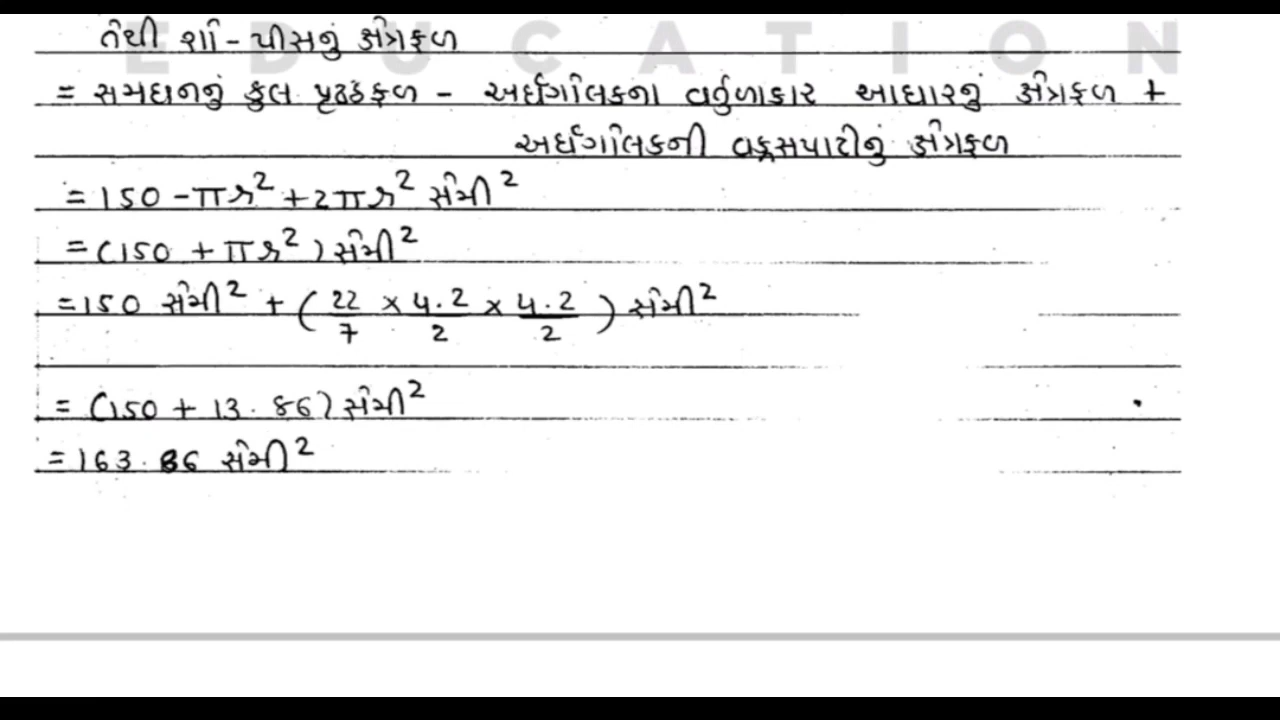 EDUCATION
તેથી શો-પીસનું ક્ષેત્રફળ
= સમઘનનું કુલ પૃષ્ઠફળ - અર્ધગોલકના વર્તુળાકાર આધારનું ક્ષેત્રફળ +
અર્ધગોલકની વક્રસપાટીનું ક્ષેત્રફળ
= 150 - πr² + 2πr² સેમી²
= (150 + πr²) સેમી²
= 150 સેમી² + (22/7 × 4.2/2 × 4.2/2) સેમી²
= (150 + 13.86) સેમી²
= 163.86 સેમી²